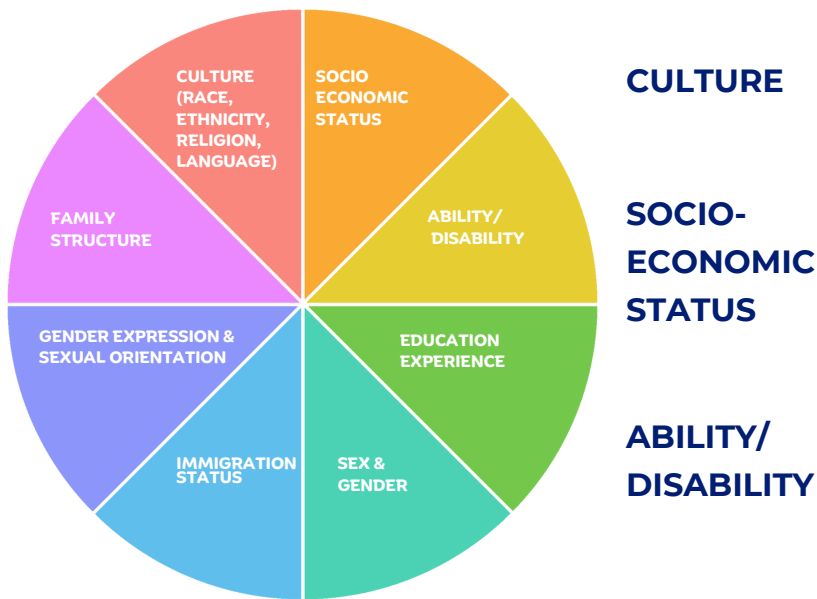 CULTURE
(RACE,
ETHNICITY,
RELIGION,
LANGUAGE)
SOCIO
ECONOMIC
STATUS
ABILITY/
DISABILITY
EDUCATION
EXPERIENCE
SEX &
GENDER
IMMIGRATION
STATUS
GENDER EXPRESSION &
SEXUAL ORIENTATION
FAMILY
STRUCTURE
CULTURE
SOCIO-
ECONOMIC
STATUS
ABILITY/
DISABILITY